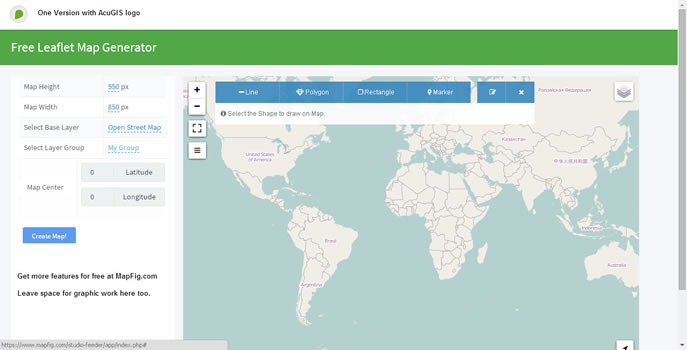 One Version with AcuGIS logo
Free Leaflet Map Generator
Map Height 550 px
Map Width 850 px
Select Base Layer Open Street Map
Select Layer Group My Group
Map Center
0 Latitude
0 Longitude
Create Map!
Get more features for free at MapFig.com
Leave space for graphic work here too.
+
−
Line Polygon Rectangle Marker
Select the Shape to draw on Map.
United States
of America
Brasil
Argentina
Российская Федерация
中华人民共和国
https://www.mapfig.com/studio-feeder/app/index.php#